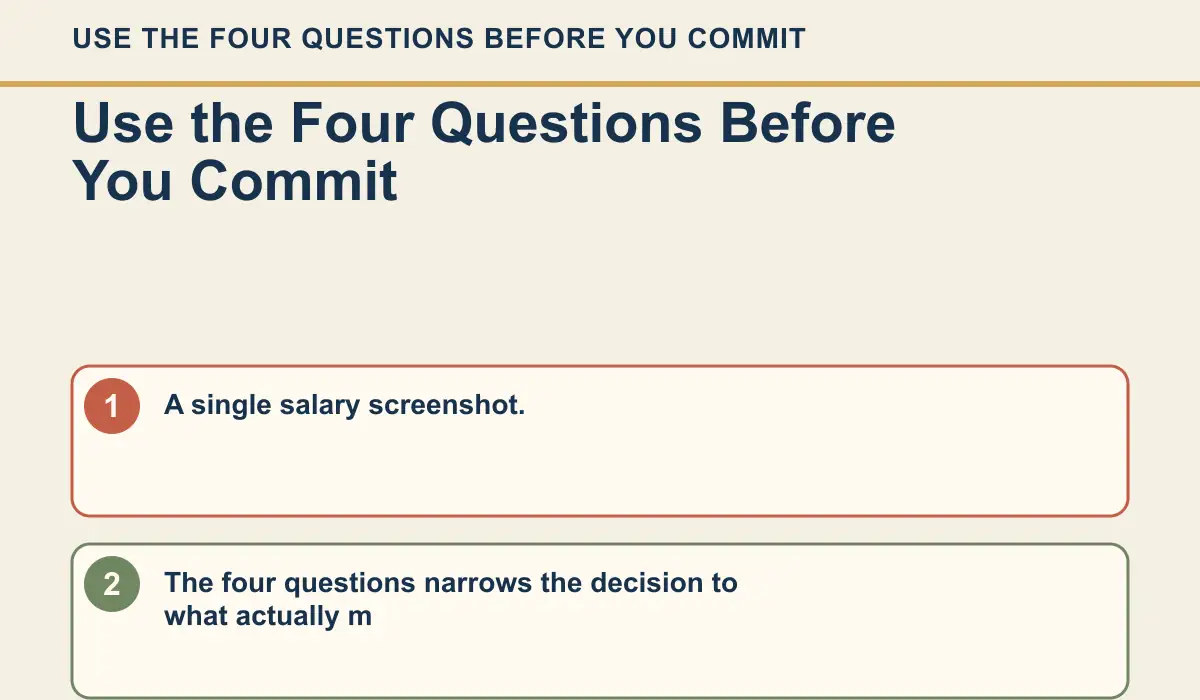 USE THE FOUR QUESTIONS BEFORE YOU COMMIT
Use the Four Questions Before
You Commit
1
A single salary screenshot.
2
The four questions narrows the decision to
what actually m